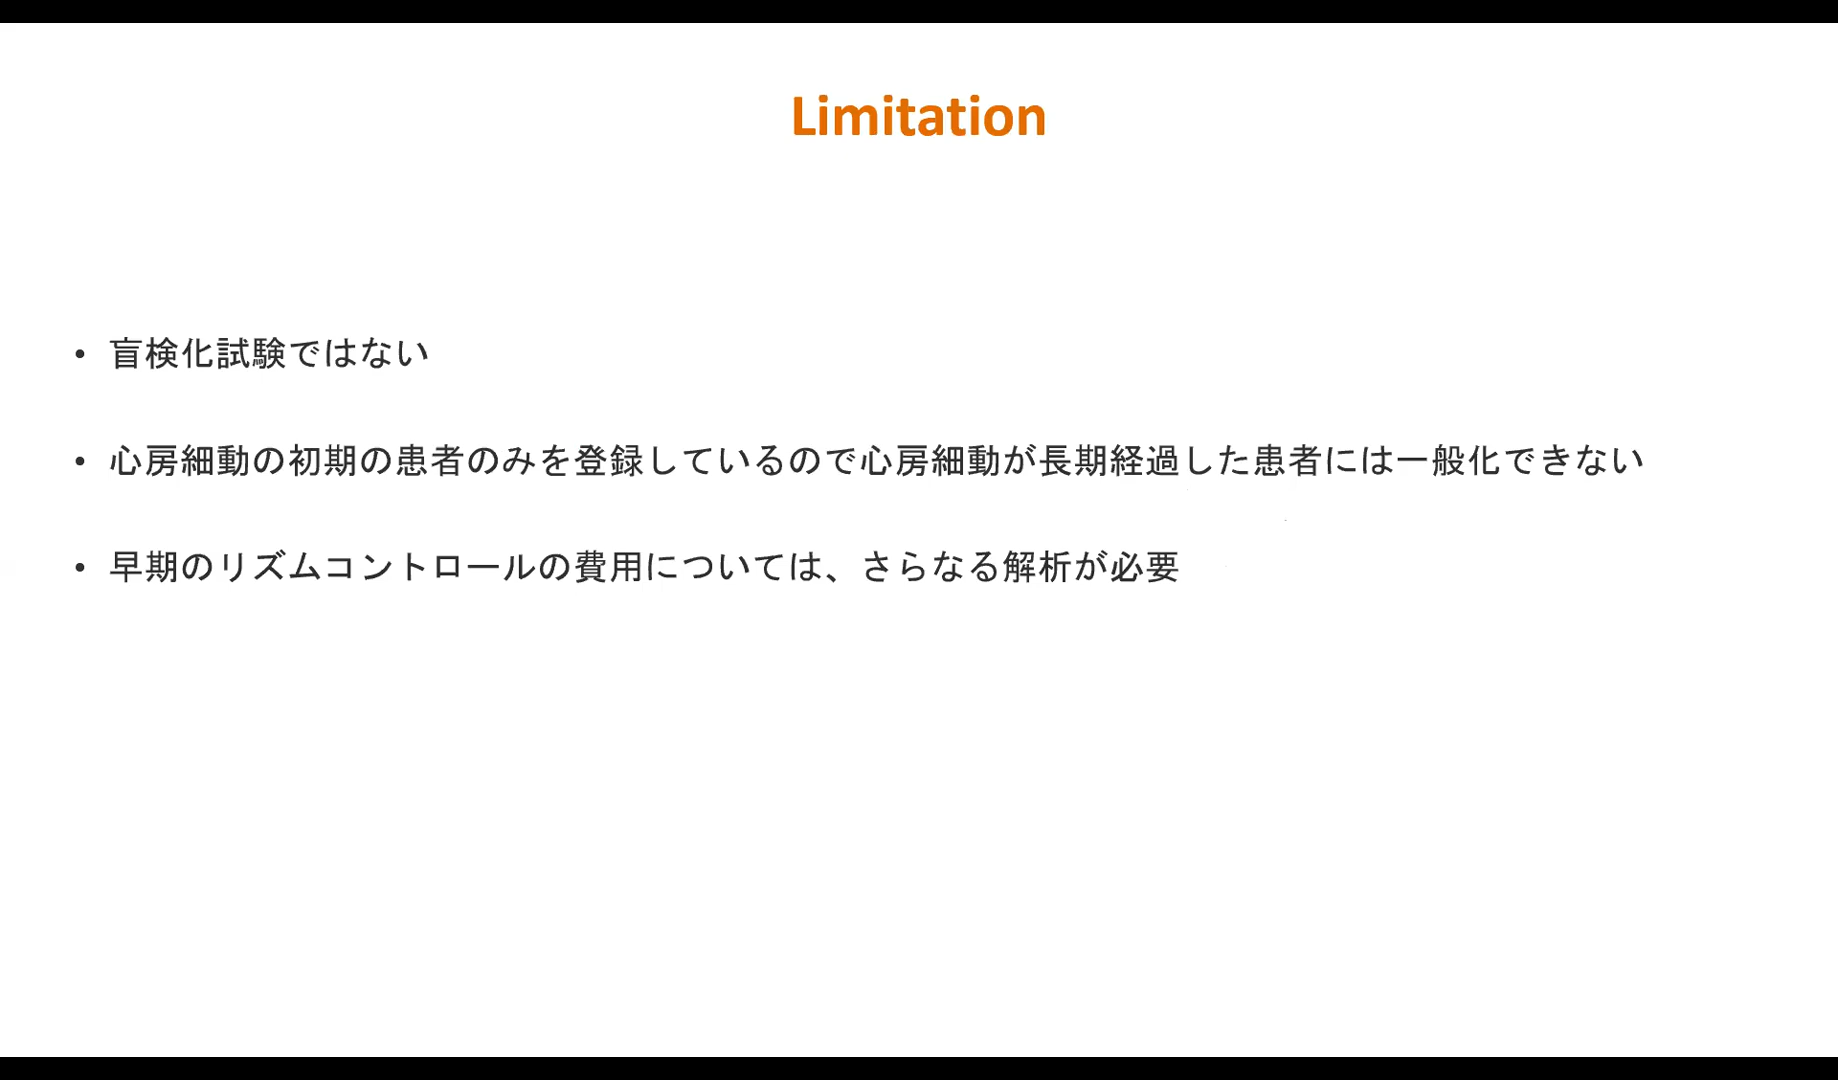 Limitation
• 盲検化試験ではない
• 心房細動の初期の患者のみを登録しているので心房細動が長期経過した患者には一般化できない
• 早期のリズムコントロールの費用については、さらなる解析が必要